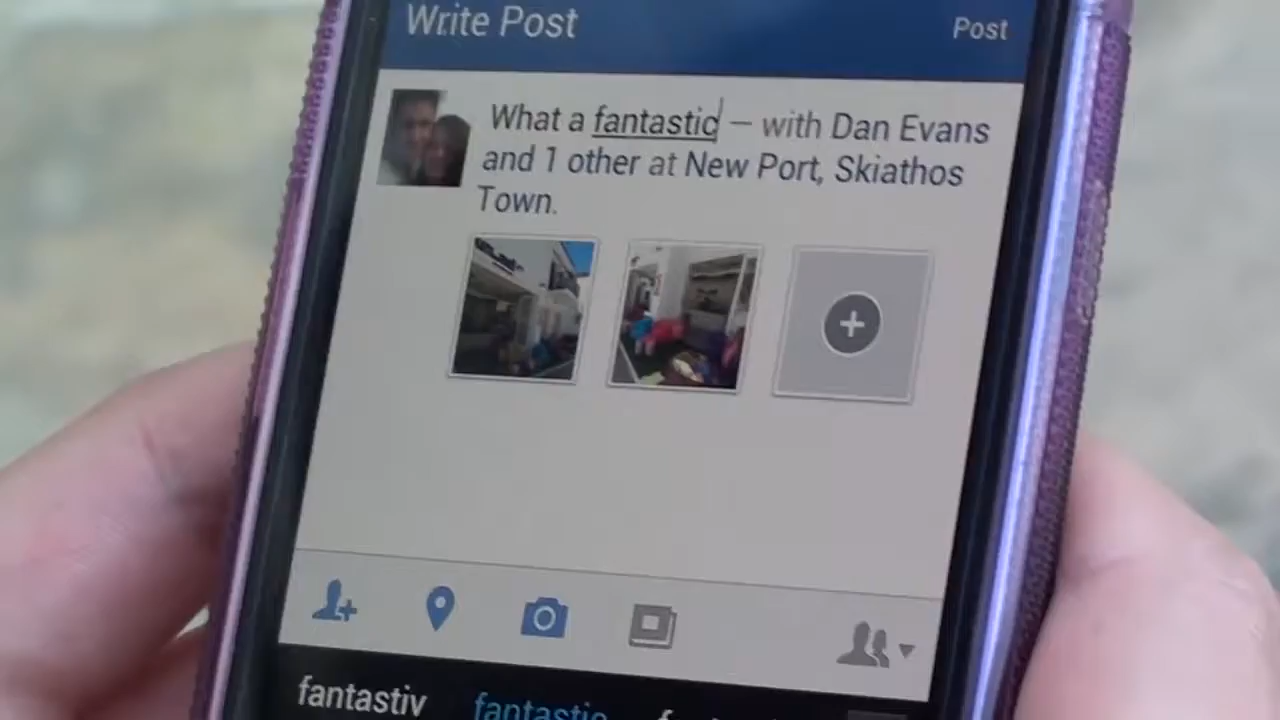 Write Post
Post
What a fantastic — with Dan Evans
and 1 other at New Port, Skiathos
Town.
fantastiv fantastic